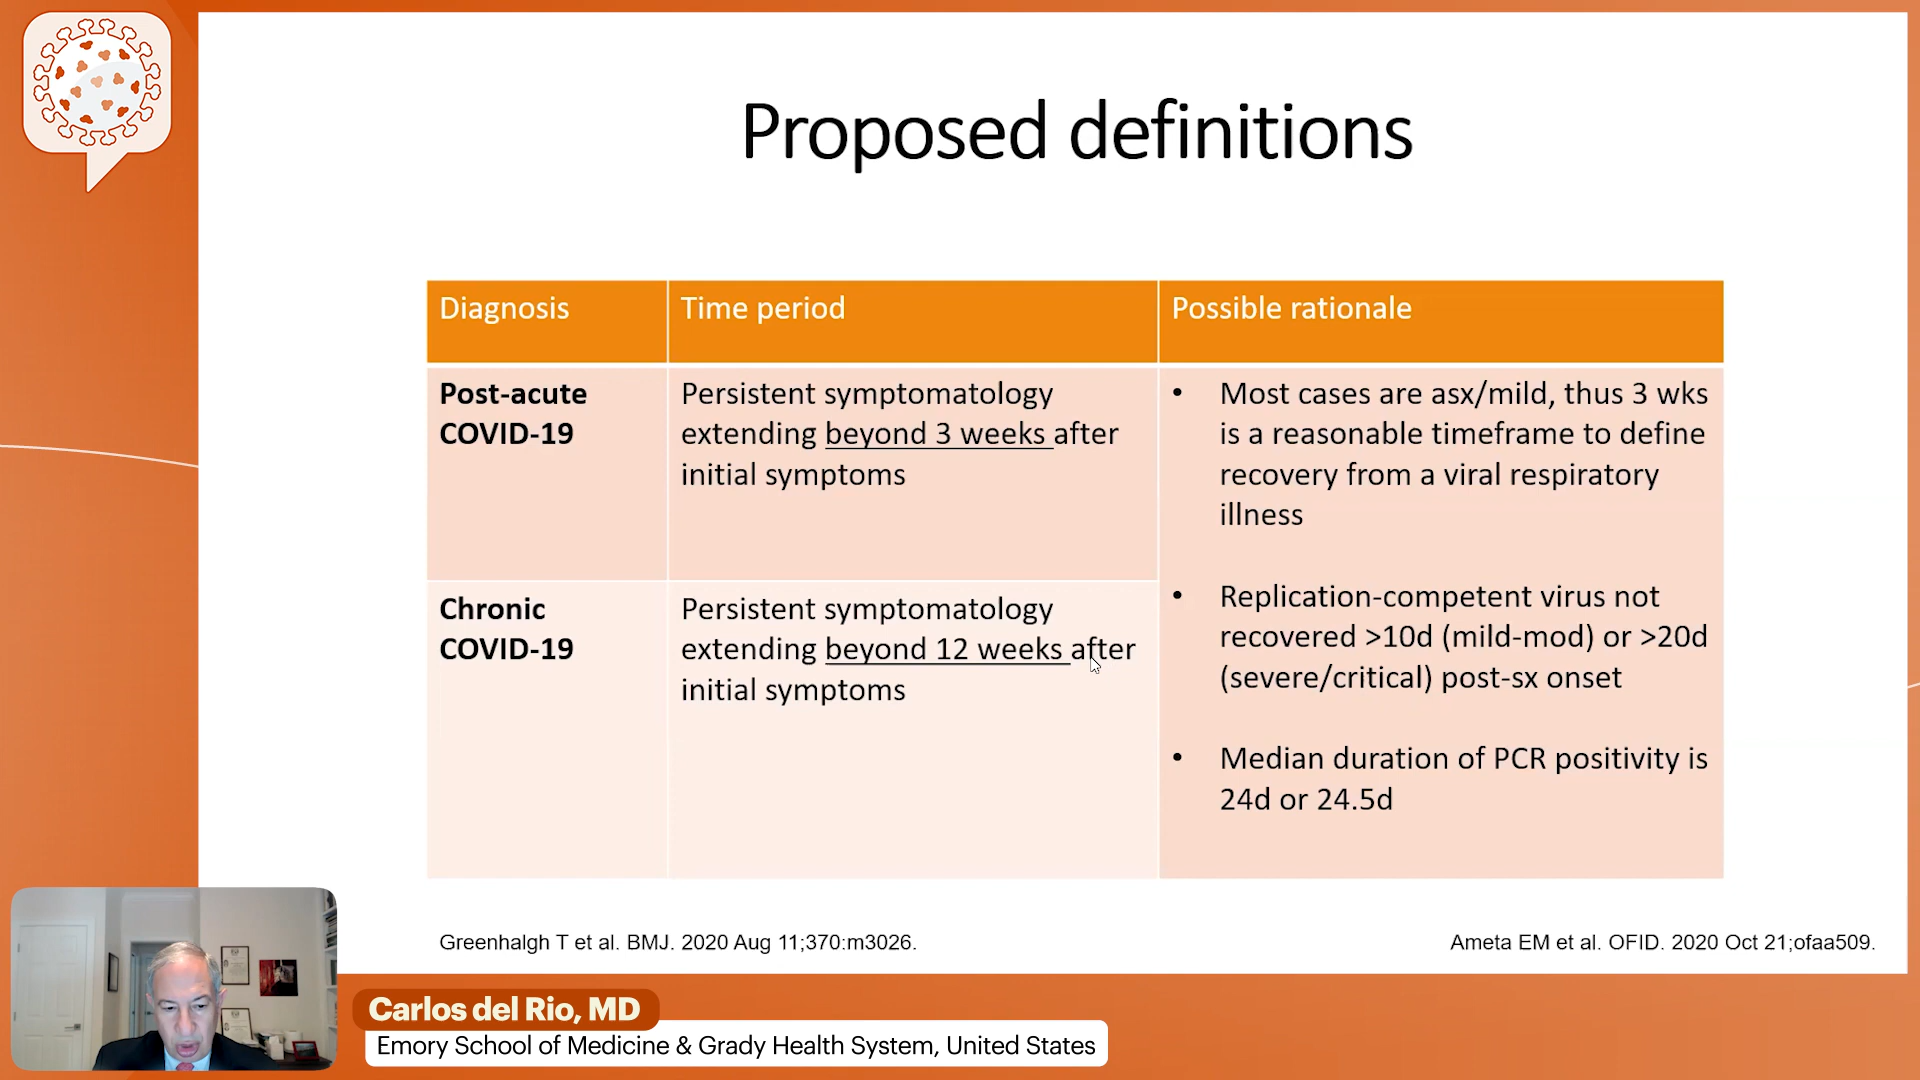 Proposed definitions
Diagnosis
Time period
Possible rationale
Post-acute
COVID-19
Persistent symptomatology
extending beyond 3 weeks after
initial symptoms
Chronic
COVID-19
Persistent symptomatology
extending beyond 12 weeks after
initial symptoms
• Most cases are asx/mild, thus 3 wks
is a reasonable timeframe to define
recovery from a viral respiratory
illness
• Replication-competent virus not
recovered >10d (mild-mod) or >20d
(severe/critical) post-sx onset
• Median duration of PCR positivity is
24d or 24.5d
Greenhalgh T et al. BMJ. 2020 Aug 11;370:m3026.
Ameta EM et al. OFID. 2020 Oct 21;ofaa509.
Carlos del Rio, MD
Emory School of Medicine & Grady Health System, United States